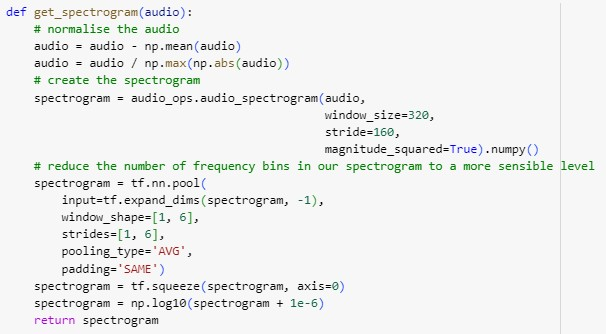 def get_spectrogram(audio):
    # normalise the audio
    audio = audio - np.mean(audio)
    audio = audio / np.max(np.abs(audio))
    # create the spectrogram
    spectrogram = audio_ops.audio_spectrogram(audio,
                                              window_size=320,
                                              stride=160,
                                              magnitude_squared=True).numpy()
    # reduce the number of frequency bins in our spectrogram to a more sensible level
    spectrogram = tf.nn.pool(
        input=tf.expand_dims(spectrogram, -1),
        window_shape=[1, 6],
        strides=[1, 6],
        pooling_type='AVG',
        padding='SAME')
    spectrogram = tf.squeeze(spectrogram, axis=0)
    spectrogram = np.log10(spectrogram + 1e-6)
    return spectrogram